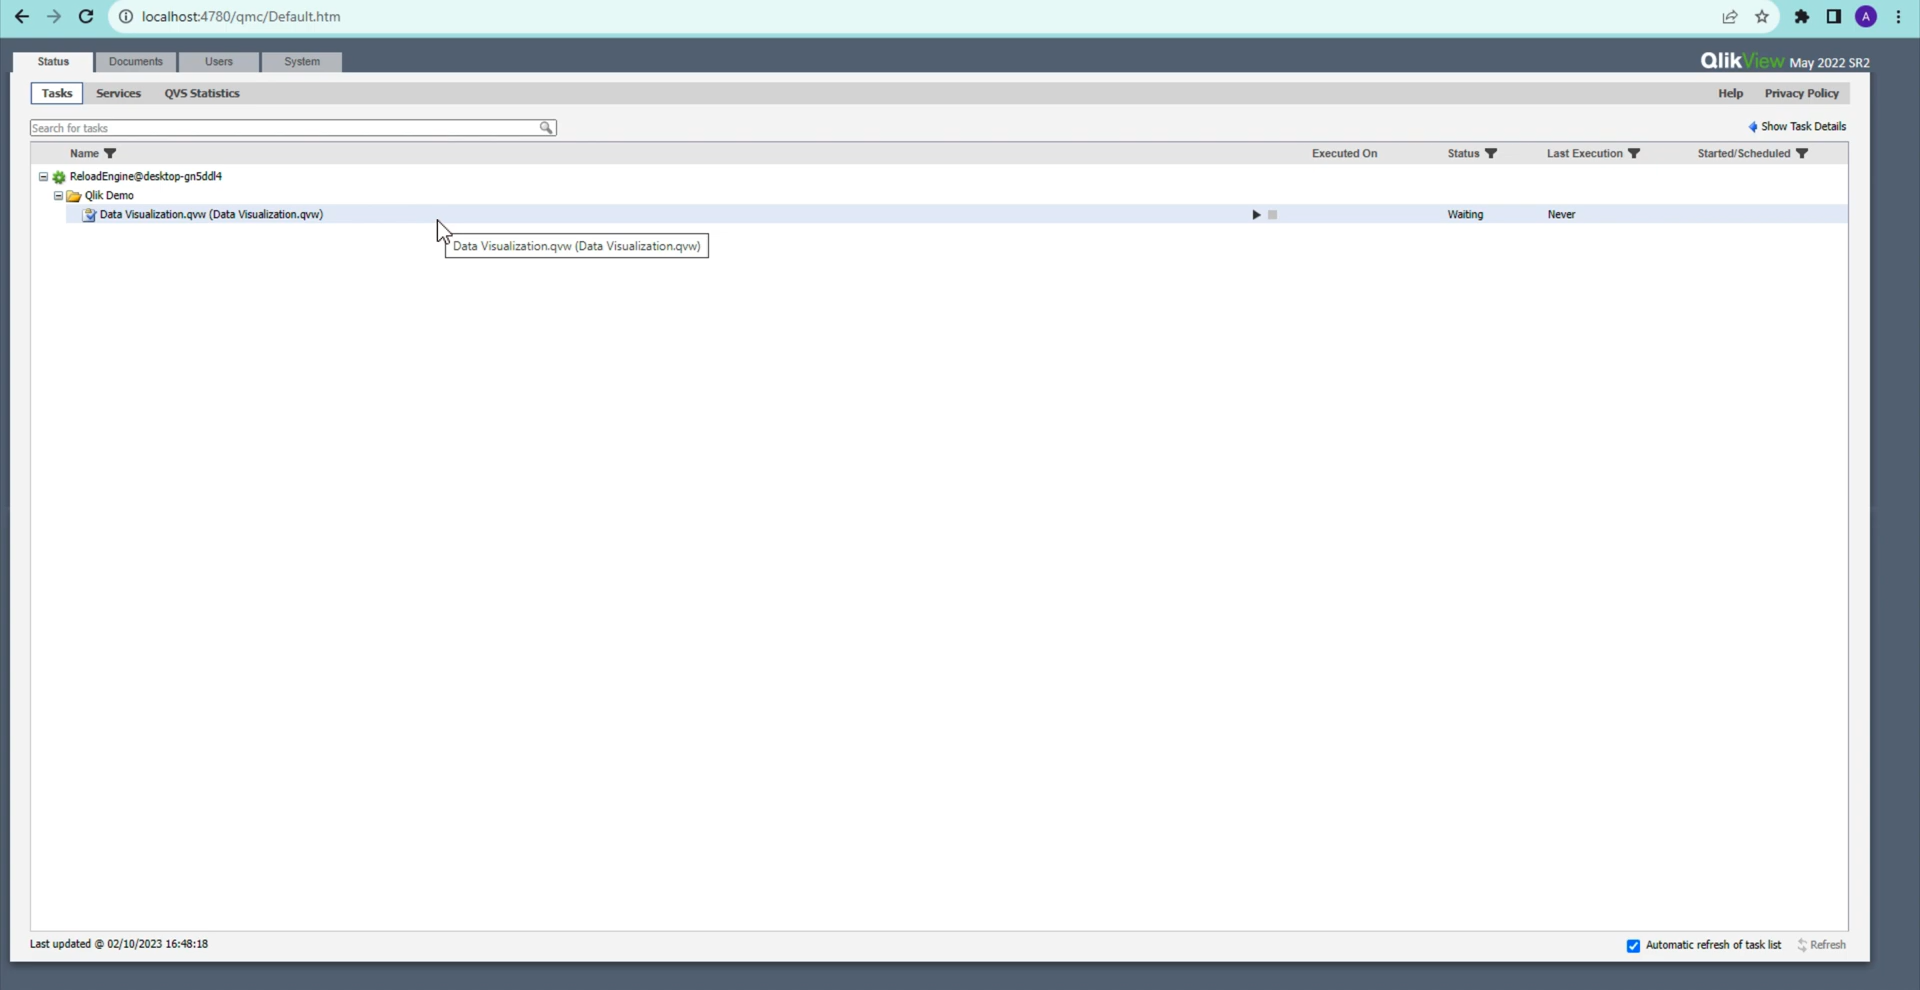 localhost:4780/qmc/Default.htm
A
Status Documents Users System
QlikView May 2022 SR2
Tasks Services QVS Statistics Help Privacy Policy
Search for tasks
Show Task Details
Name Executed On Status Last Execution Started/Scheduled
ReloadEngine@desktop-gn5ddl4
Qlik Demo
Data Visualization.qvw (Data Visualization.qvw) Waiting Never
Data Visualization.qvw (Data Visualization.qvw)
Last updated @ 02/10/2023 16:48:18
Automatic refresh of task list Refresh